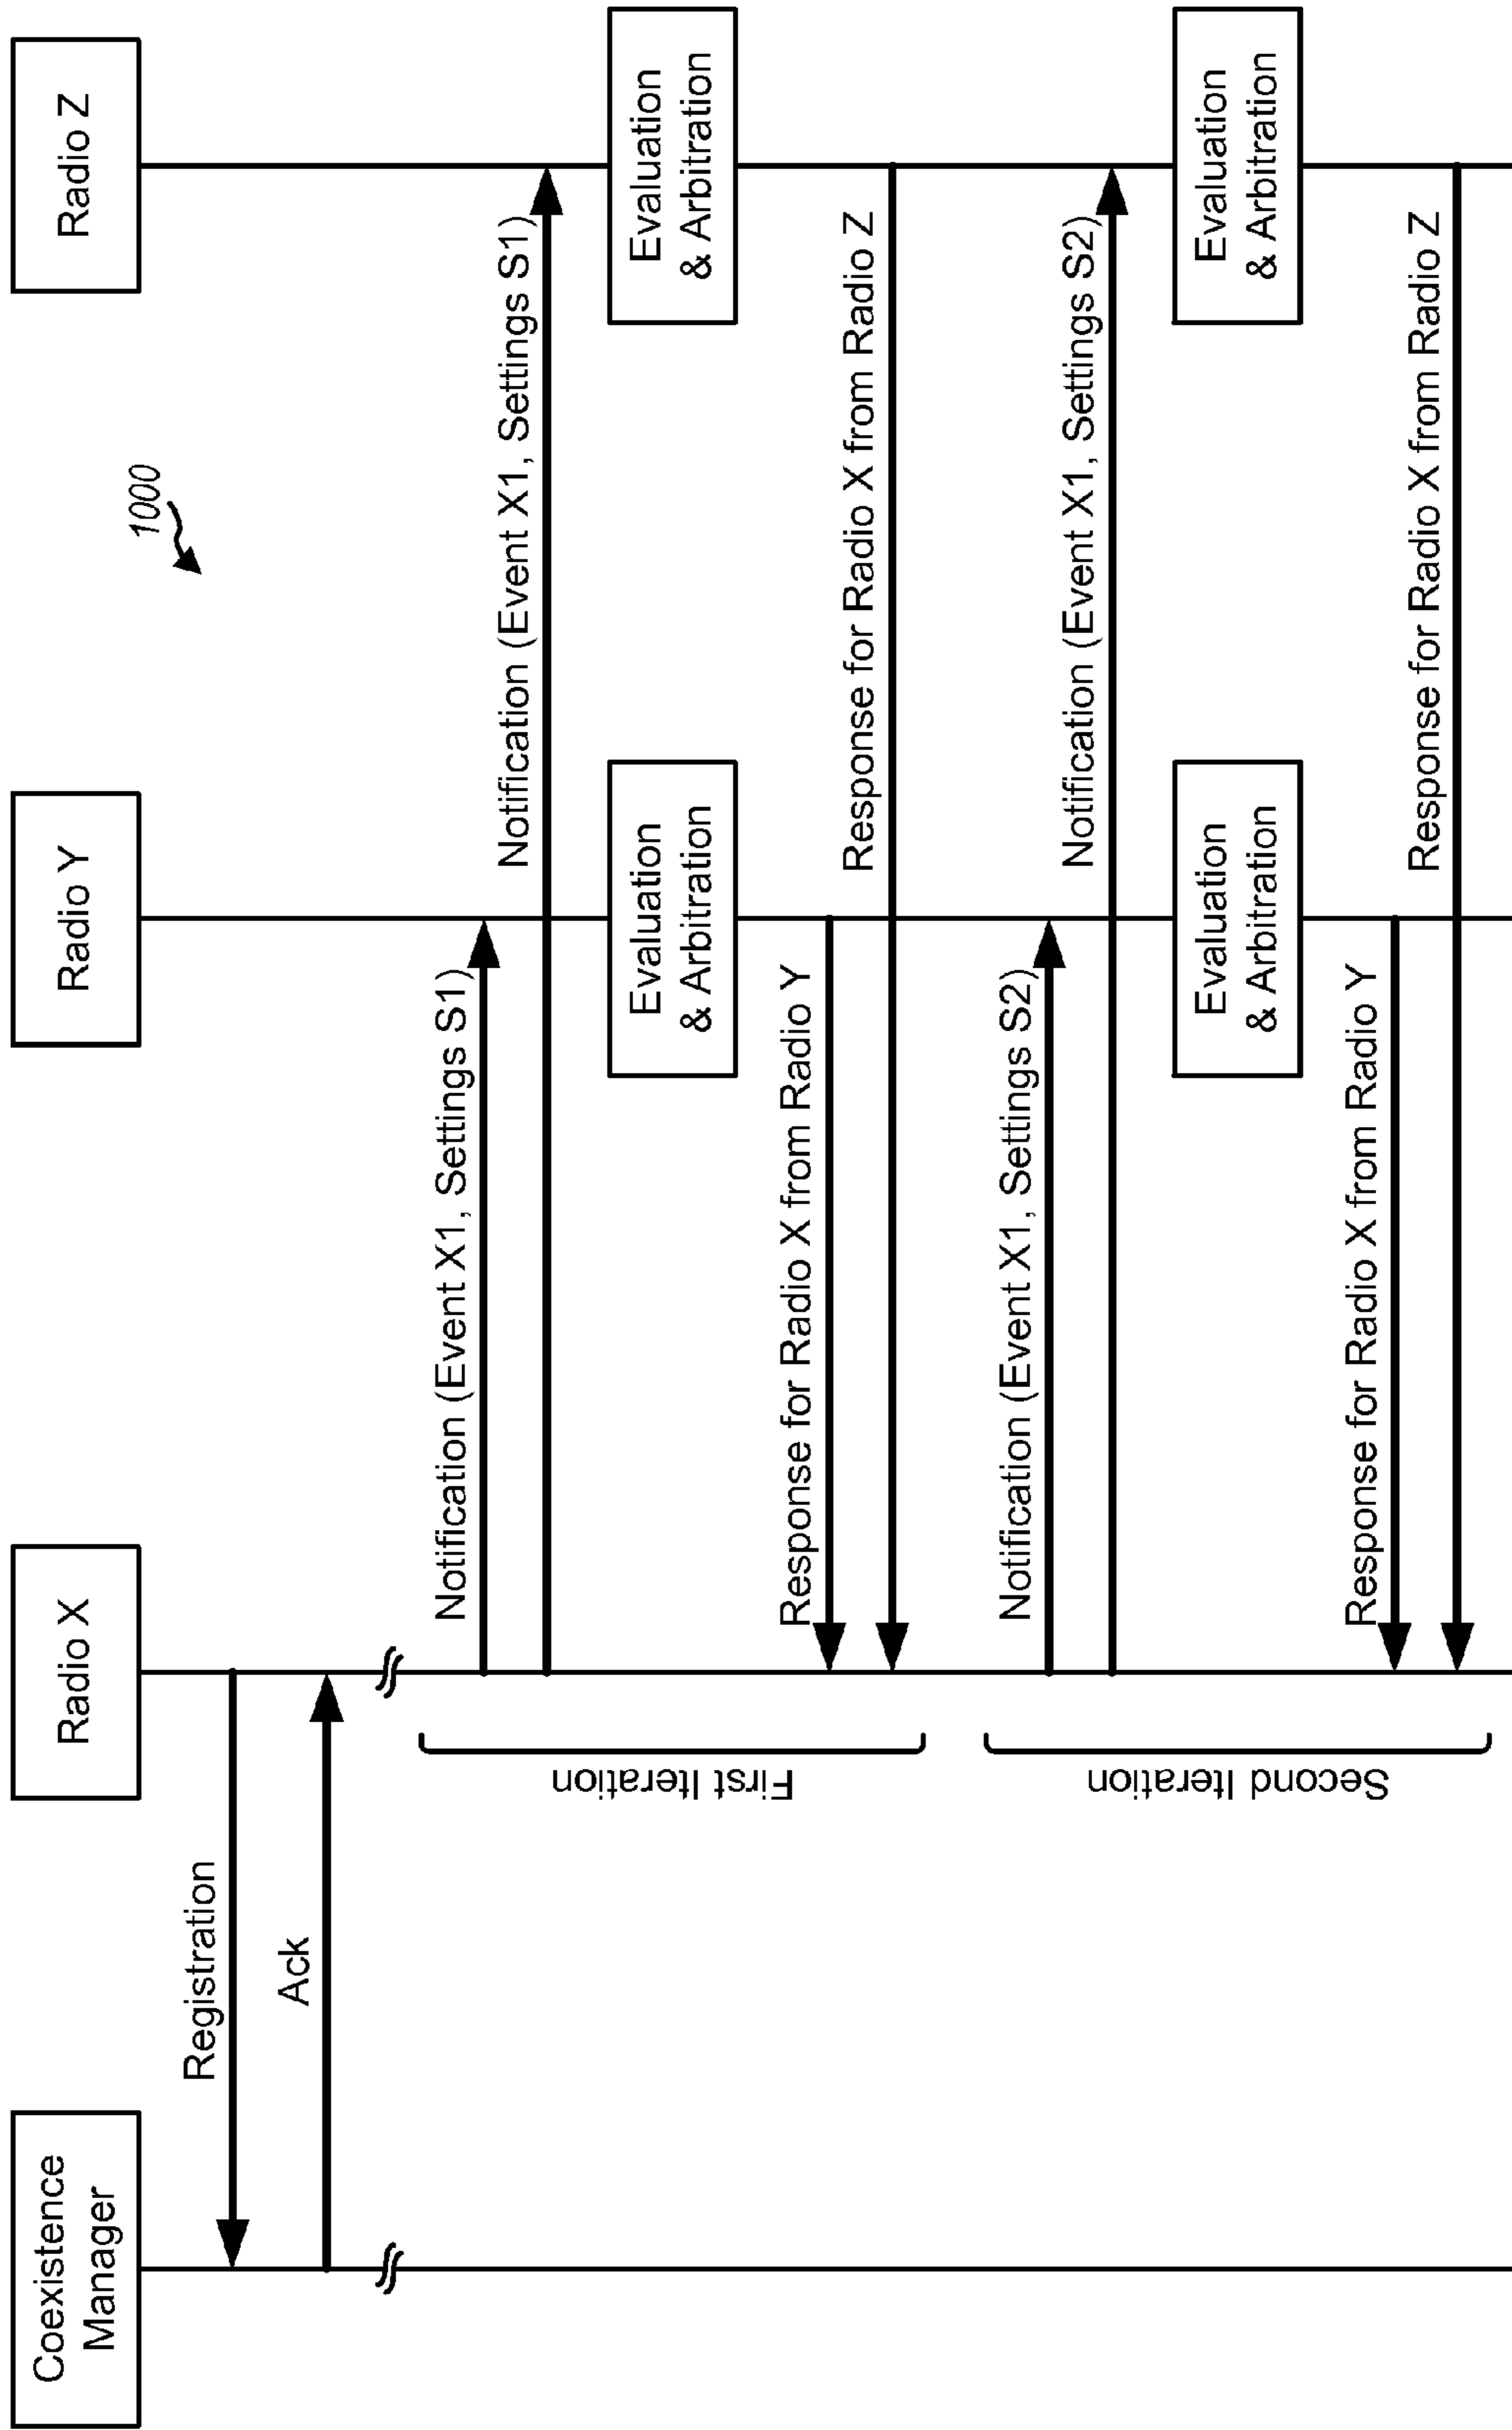 Coexistence
Manager
Radio X
Radio Y
Radio Z
1000
Registration
Ack
First Iteration
Notification (Event X1, Settings S1)
Notification (Event X1, Settings S1)
Evaluation
& Arbitration
Evaluation
& Arbitration
Response for Radio X from Radio Y
Response for Radio X from Radio Z
Second Iteration
Notification (Event X1, Settings S2)
Notification (Event X1, Settings S2)
Evaluation
& Arbitration
Evaluation
& Arbitration
Response for Radio X from Radio Y
Response for Radio X from Radio Z